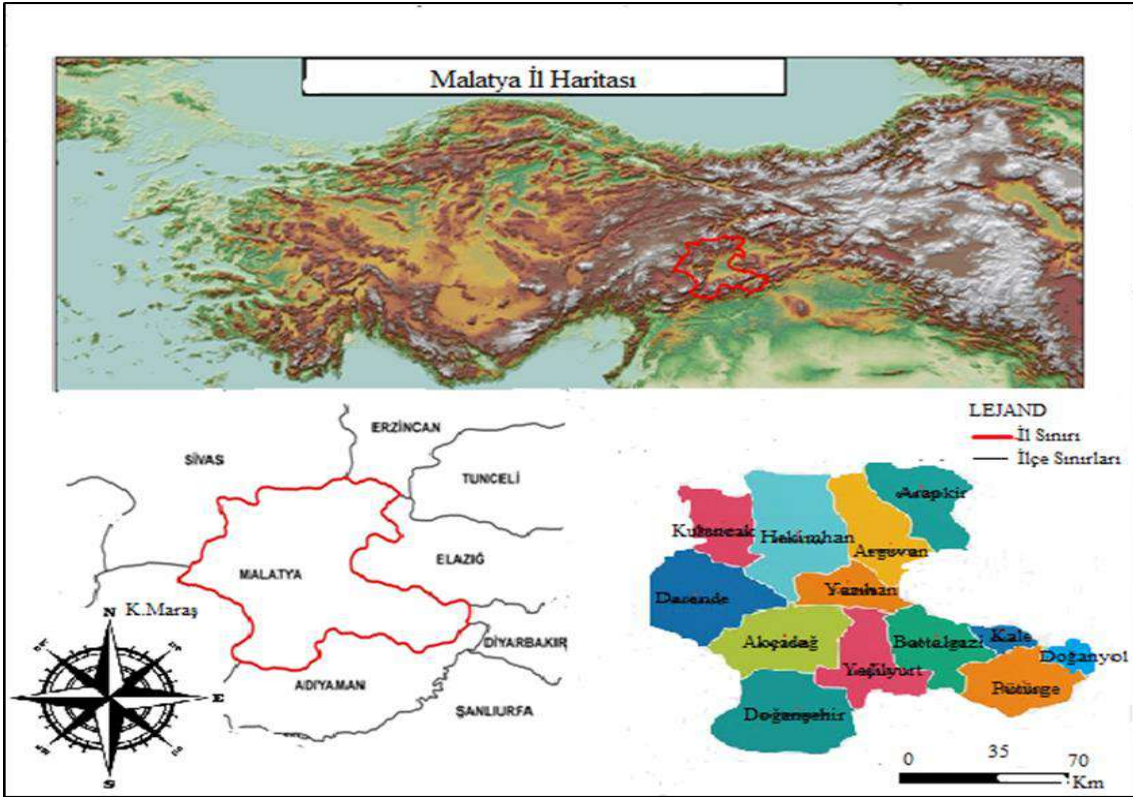 Malatya İl Haritası
LEJAND
İl Sınırı
İlçe Sınırları
ERZİNCAN
SİVAS
TUNCELİ
ELAZIĞ
MALATYA
K.Maraş
DİYARBAKIR
ADIYAMAN
ŞANLIURFA
N
E
S
Arapkir
Kuluncak
Hekimhan
Arguvan
Yazıhan
Darende
Akçadağ
Battalgazi
Kale
Doğanyol
Yeşilyurt
Pütürge
Doğanşehir
0 35 70
Km